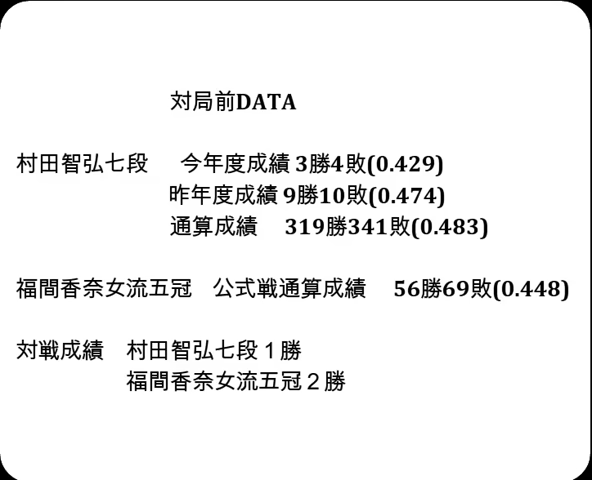 対局前DATA
村田智弘七段 今年度成績 3勝4敗(0.429)
昨年度成績 9勝10敗(0.474)
通算成績 319勝341敗(0.483)
福間香奈女流五冠 公式戦通算成績 56勝69敗(0.448)
対戦成績 村田智弘七段1勝
福間香奈女流五冠2勝